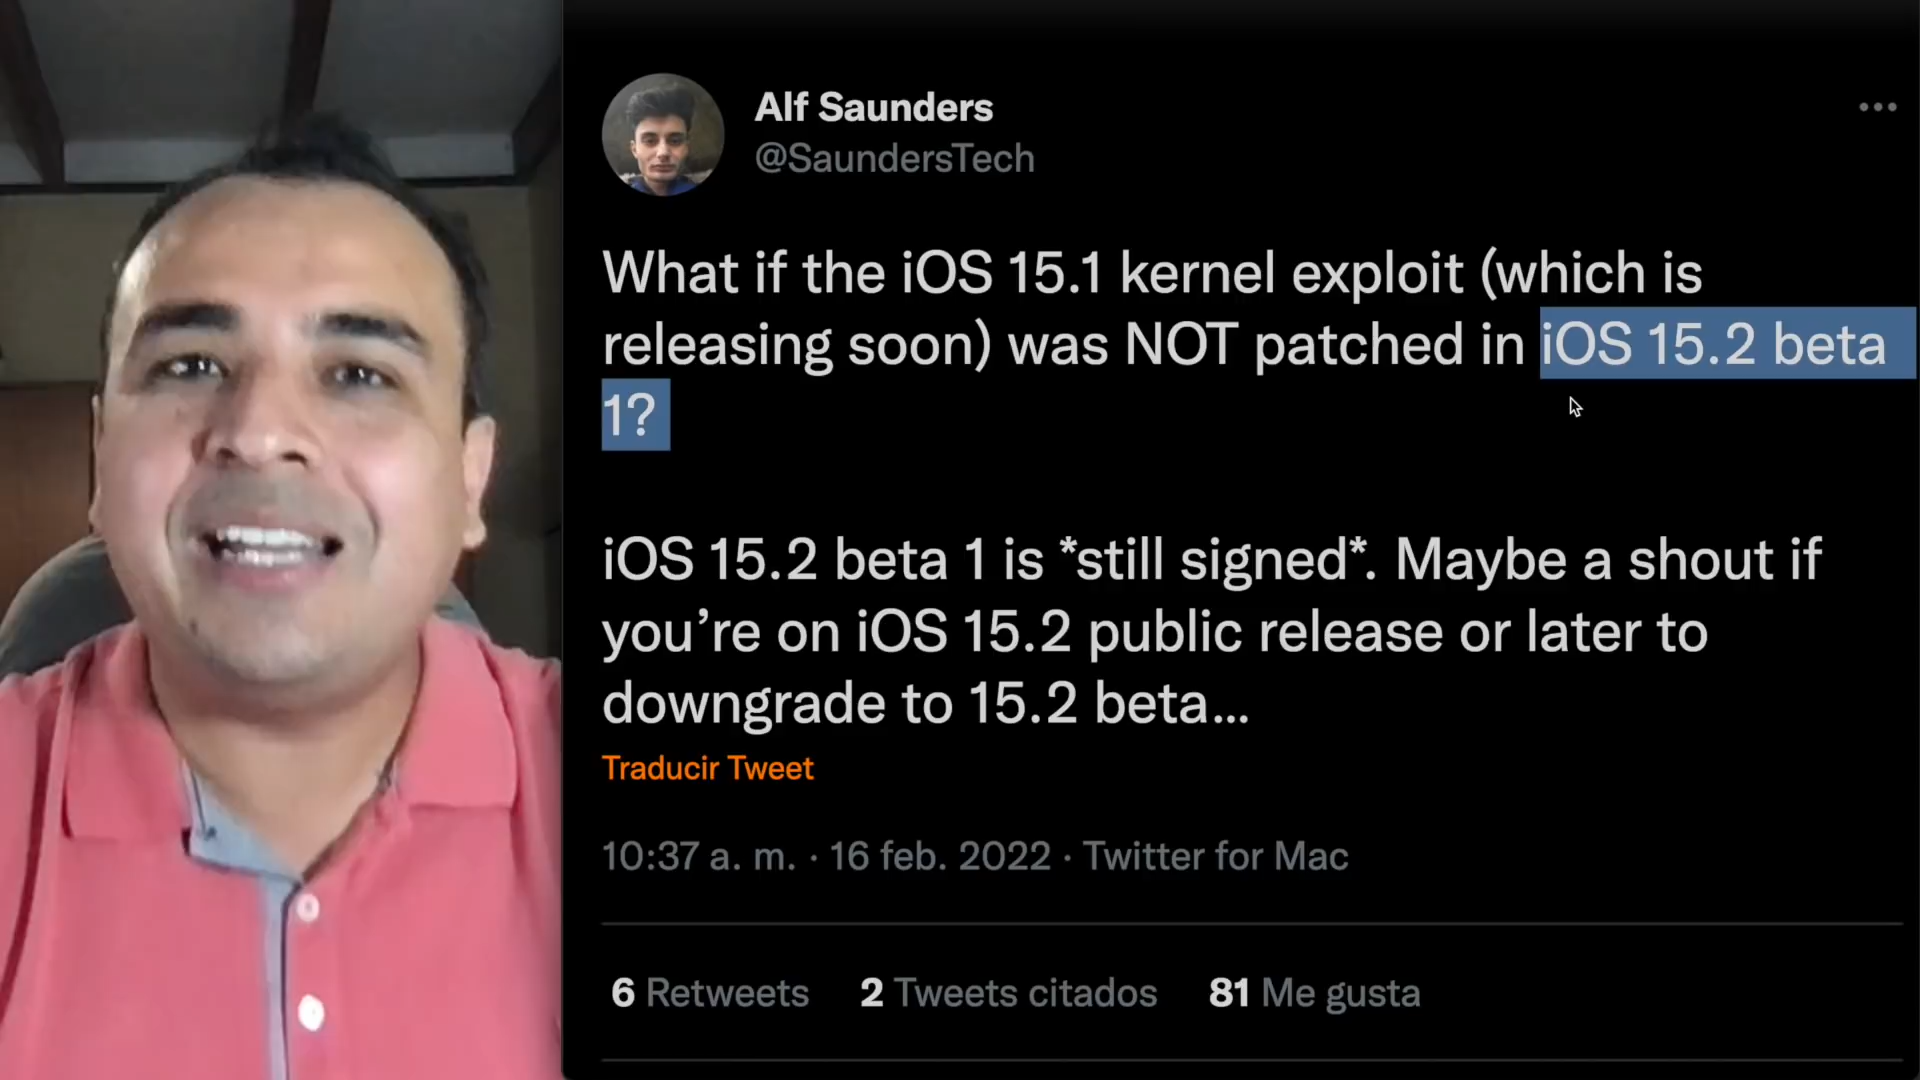 Alf Saunders
@SaundersTech
What if the iOS 15.1 kernel exploit (which is
releasing soon) was NOT patched in iOS 15.2 beta
1?
iOS 15.2 beta 1 is *still signed*. Maybe a shout if
you’re on iOS 15.2 public release or later to
downgrade to 15.2 beta...
Traducir Tweet
10:37 a. m. · 16 feb. 2022 · Twitter for Mac
6 Retweets 2 Tweets citados 81 Me gusta